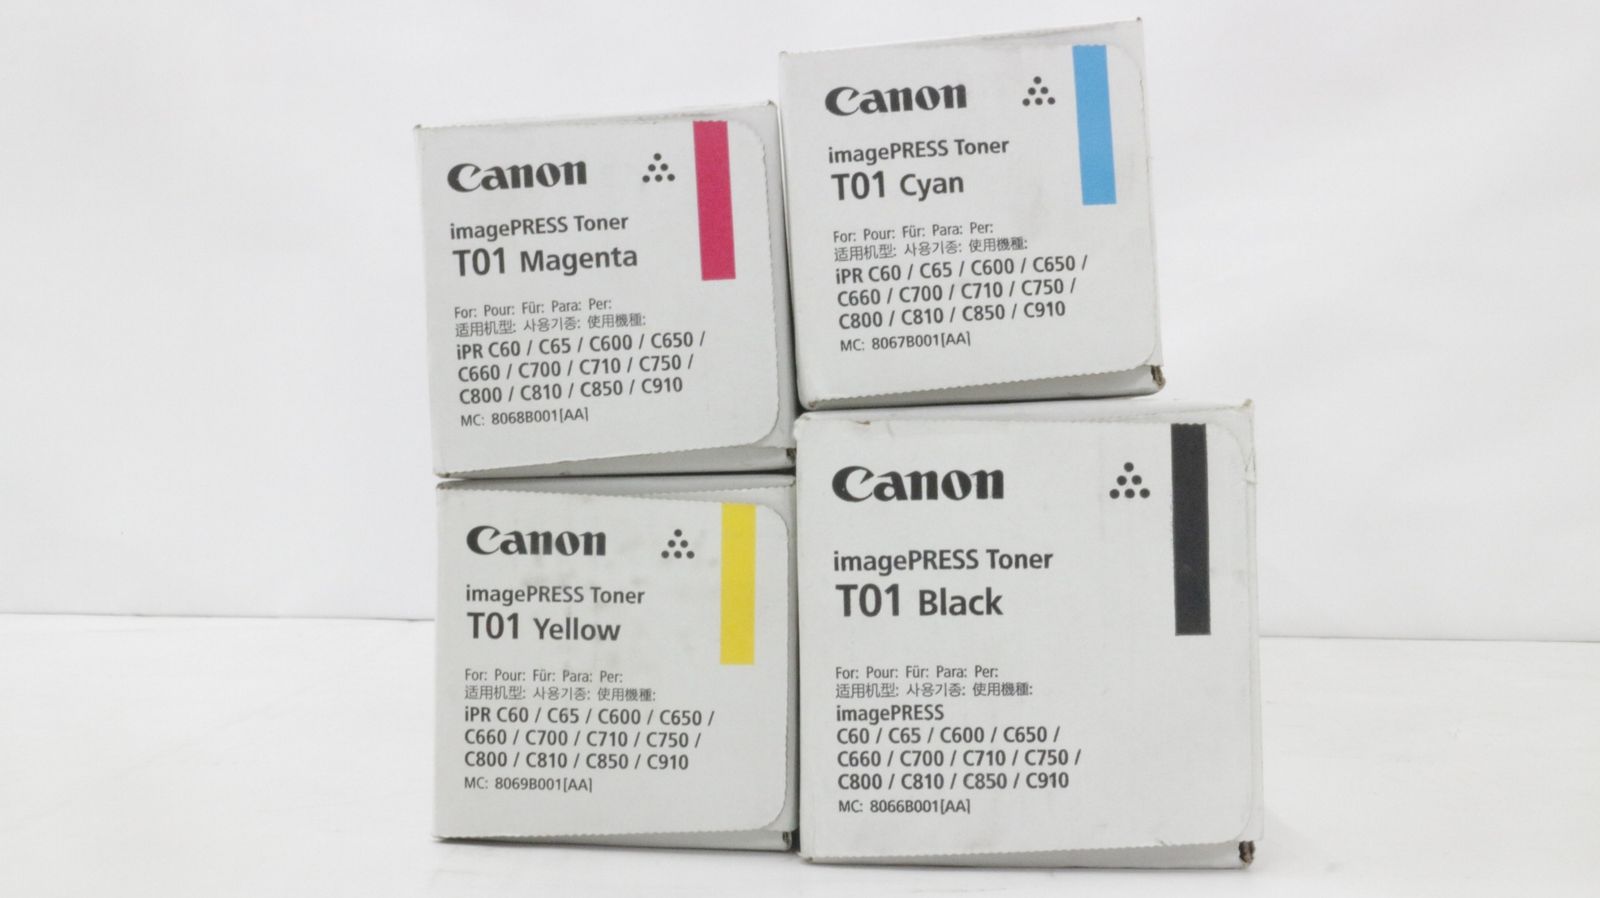 Canon
imagePRESS Toner
T01 Magenta
For: Pour: Für: Para: Per:
适用机型: 사용기종: 使用機種:
iPR C60 / C65 / C600 / C650 /
C660 / C700 / C710 / C750 /
C800 / C810 / C850 / C910
MC: 8068B001[AA]
Canon
imagePRESS Toner
T01 Cyan
For: Pour: Für: Para: Per:
适用机型: 사용기종: 使用機種:
iPR C60 / C65 / C600 / C650 /
C660 / C700 / C710 / C750 /
C800 / C810 / C850 / C910
MC: 8067B001[AA]
Canon
imagePRESS Toner
T01 Yellow
For: Pour: Für: Para: Per:
适用机型: 사용기종: 使用機種:
iPR C60 / C65 / C600 / C650 /
C660 / C700 / C710 / C750 /
C800 / C810 / C850 / C910
MC: 8069B001[AA]
Canon
imagePRESS Toner
T01 Black
For: Pour: Für: Para: Per:
适用机型: 사용기종: 使用機種:
imagePRESS
C60 / C65 / C600 / C650 /
C660 / C700 / C710 / C750 /
C800 / C810 / C850 / C910
MC: 8066B001[AA]